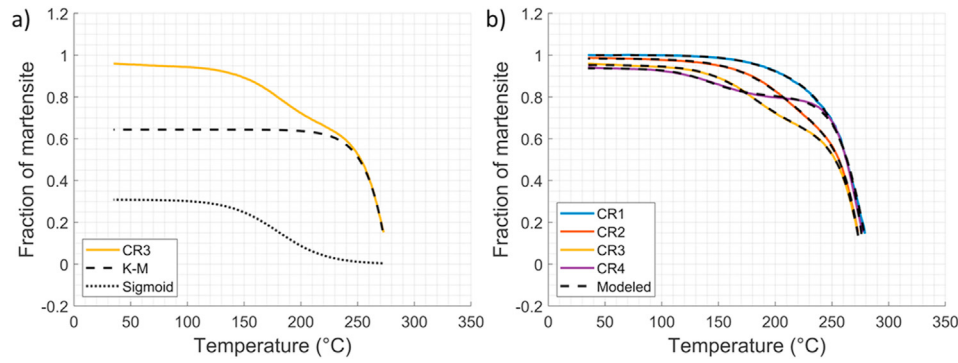 a)
1.2
1
0.8
0.6
0.4
0.2
0
-0.2
Fraction of martensite
CR3
K-M
Sigmoid
0 50 100 150 200 250 300 350
Temperature (°C)
b)
1.2
1
0.8
0.6
0.4
0.2
0
-0.2
Fraction of martensite
CR1
CR2
CR3
CR4
Modeled
0 50 100 150 200 250 300 350
Temperature (°C)